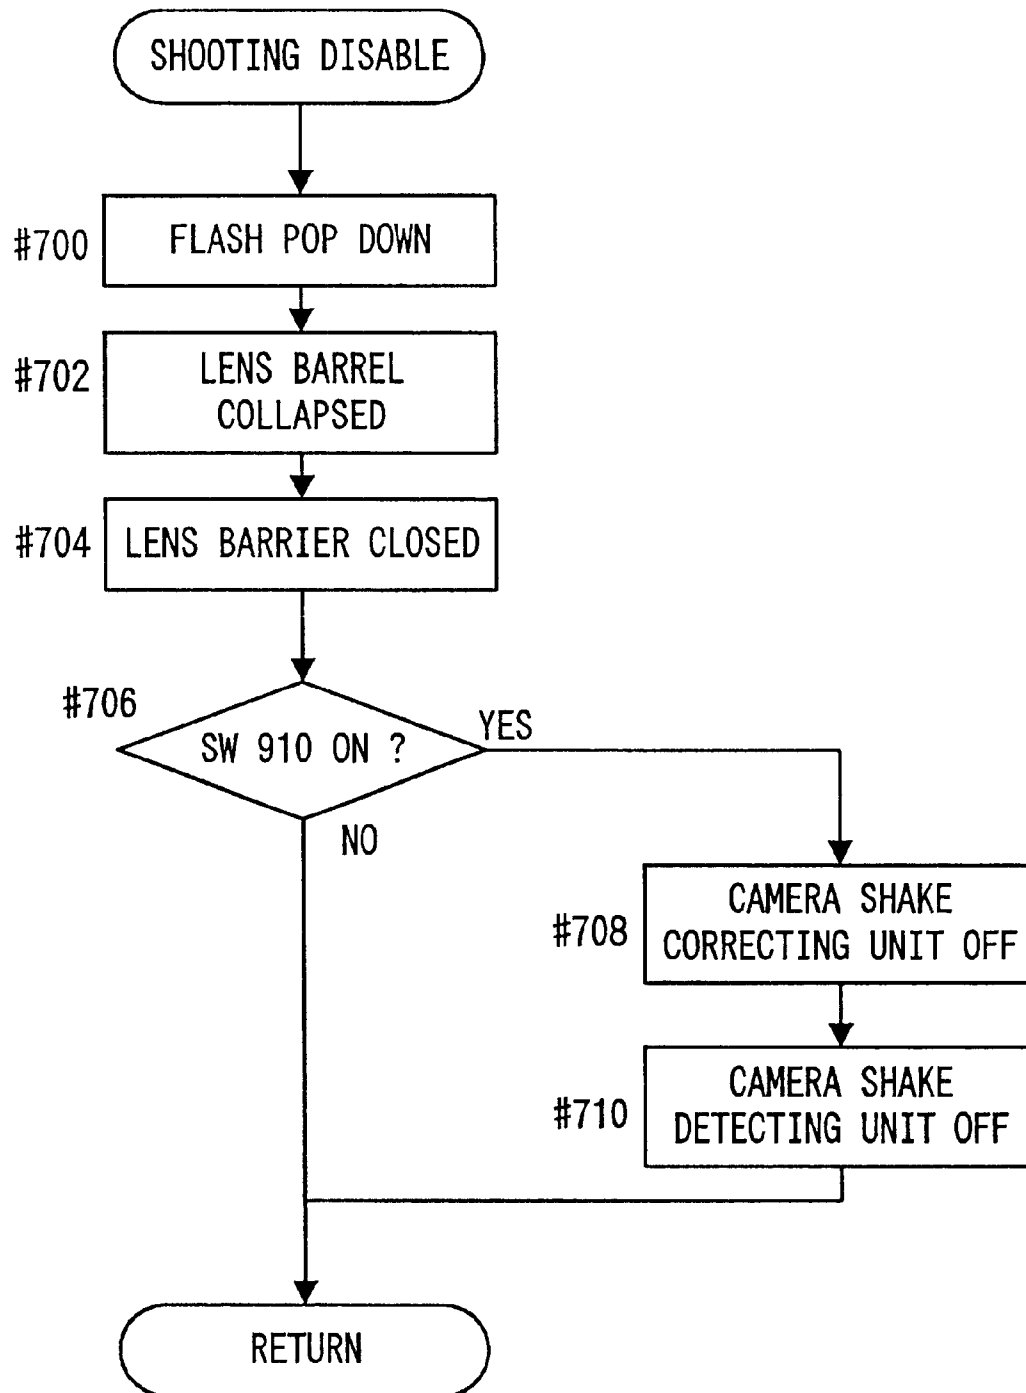 SHOOTING DISABLE
#700
FLASH POP DOWN
#702
LENS BARREL
COLLAPSED
#704
LENS BARRIER CLOSED
#706
SW 910 ON ?
YES
NO
#708
CAMERA SHAKE
CORRECTING UNIT OFF
#710
CAMERA SHAKE
DETECTING UNIT OFF
RETURN